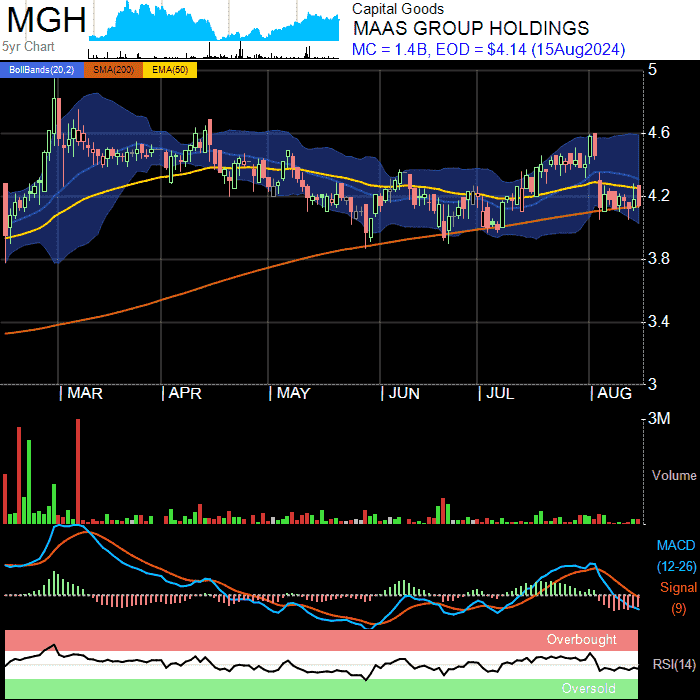 MGH
5yr Chart
Capital Goods
MAAS GROUP HOLDINGS
MC = 1.4B, EOD = $4.14 (15Aug2024)
BollBands(20,2) SMA(200) EMA(50)
5
4.6
4.2
3.8
3.4
3
MAR APR MAY JUN JUL AUG
3M
Volume
MACD
(12-26)
Signal
(9)
Overbought
RSI(14)
Oversold